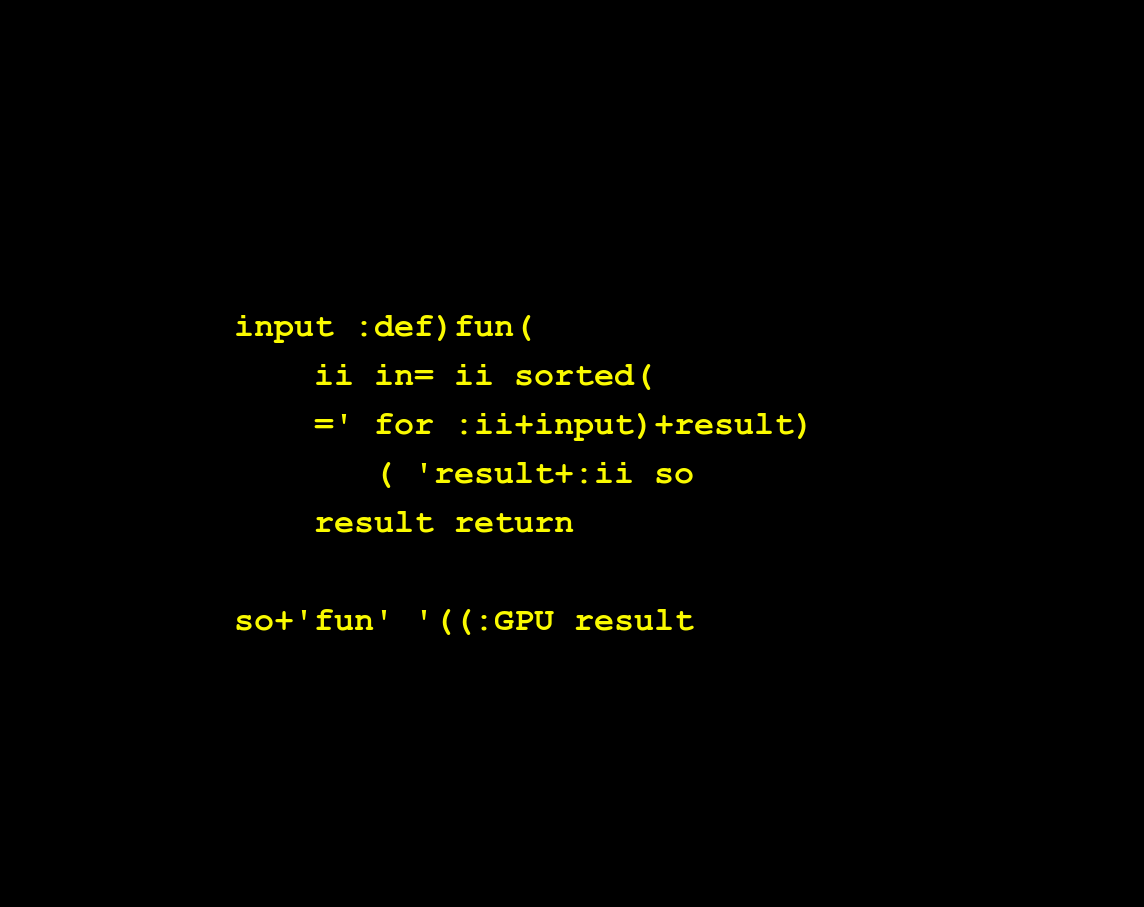 input :def)fun(
    ii in= ii sorted(
    =' for :ii+input)+result)
       ( 'result+:ii so
    result return

so+'fun' '((:GPU result